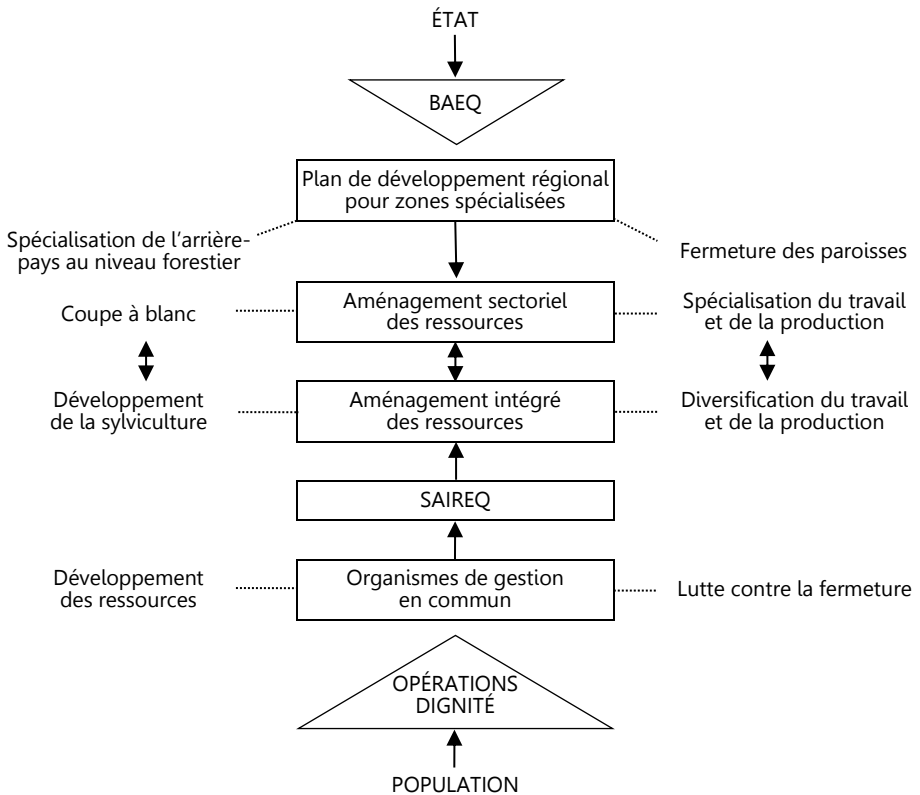 ÉTAT
BAEQ
Plan de développement régional
pour zones spécialisées
Spécialisation de l’arrière-
pays au niveau forestier
Fermeture des paroisses
Coupe à blanc
Aménagement sectoriel
des ressources
Spécialisation du travail
et de la production
Développement
de la sylviculture
Aménagement intégré
des ressources
Diversification du travail
et de la production
SAIREQ
Développement
des ressources
Organismes de gestion
en commun
Lutte contre la fermeture
OPÉRATIONS
DIGNITÉ
POPULATION